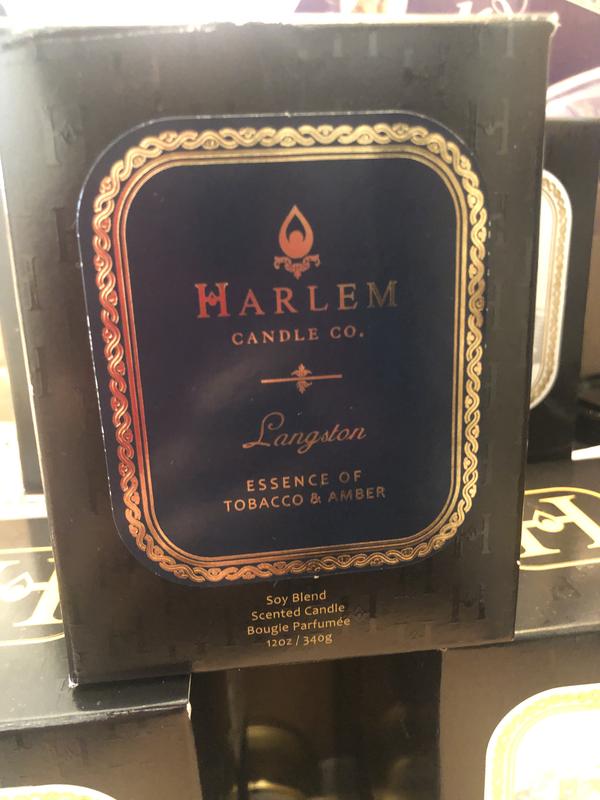 HARLEM
CANDLE CO.
Langston
ESSENCE OF
TOBACCO & AMBER
Soy Blend
Scented Candle
Bougie Parfumée
12oz / 340g